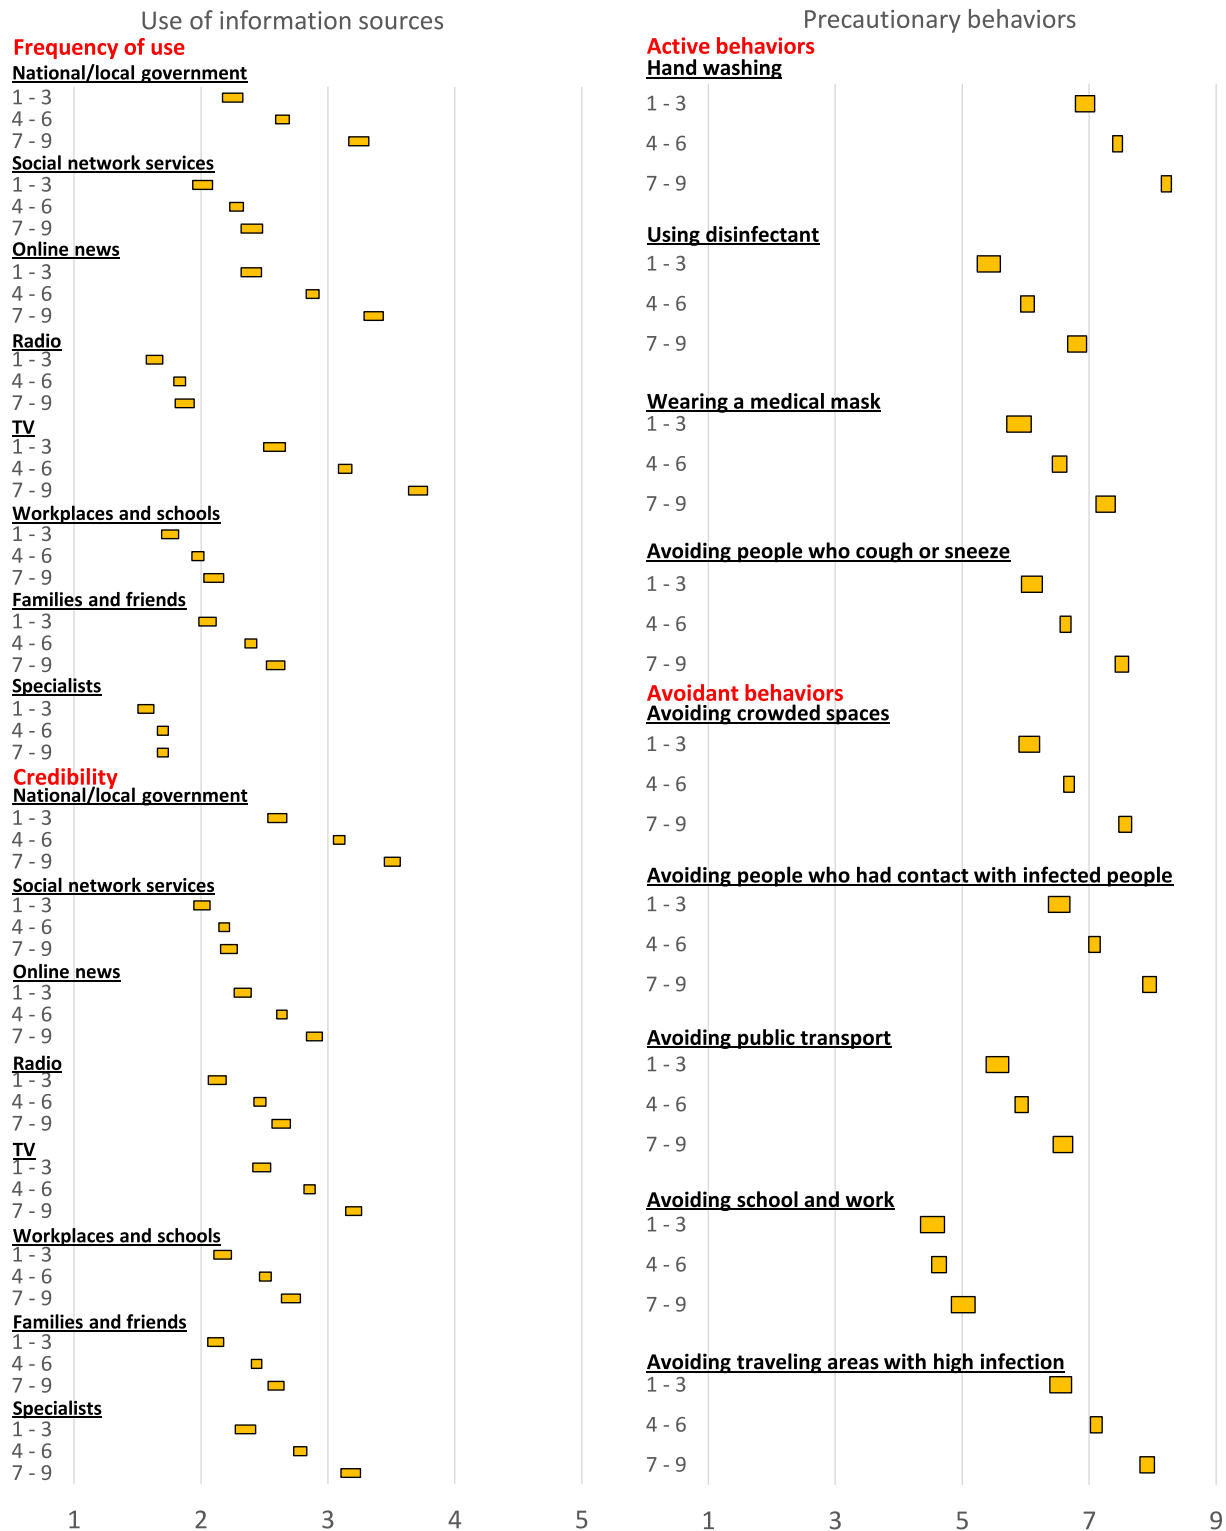 Use of information sources
Frequency of use
National/local government
1 - 3
4 - 6
7 - 9
Social network services
1 - 3
4 - 6
7 - 9
Online news
1 - 3
4 - 6
7 - 9
Radio
1 - 3
4 - 6
7 - 9
TV
1 - 3
4 - 6
7 - 9
Workplaces and schools
1 - 3
4 - 6
7 - 9
Families and friends
1 - 3
4 - 6
7 - 9
Specialists
1 - 3
4 - 6
7 - 9
Credibility
National/local government
1 - 3
4 - 6
7 - 9
Social network services
1 - 3
4 - 6
7 - 9
Online news
1 - 3
4 - 6
7 - 9
Radio
1 - 3
4 - 6
7 - 9
TV
1 - 3
4 - 6
7 - 9
Workplaces and schools
1 - 3
4 - 6
7 - 9
Families and friends
1 - 3
4 - 6
7 - 9
Specialists
1 - 3
4 - 6
7 - 9
1 2 3 4 5
Precautionary behaviors
Active behaviors
Hand washing
1 - 3
4 - 6
7 - 9
Using disinfectant
1 - 3
4 - 6
7 - 9
Wearing a medical mask
1 - 3
4 - 6
7 - 9
Avoiding people who cough or sneeze
1 - 3
4 - 6
7 - 9
Avoidant behaviors
Avoiding crowded spaces
1 - 3
4 - 6
7 - 9
Avoiding people who had contact with infected people
1 - 3
4 - 6
7 - 9
Avoiding public transport
1 - 3
4 - 6
7 - 9
Avoiding school and work
1 - 3
4 - 6
7 - 9
Avoiding traveling areas with high infection
1 - 3
4 - 6
7 - 9
1 3 5 7 9